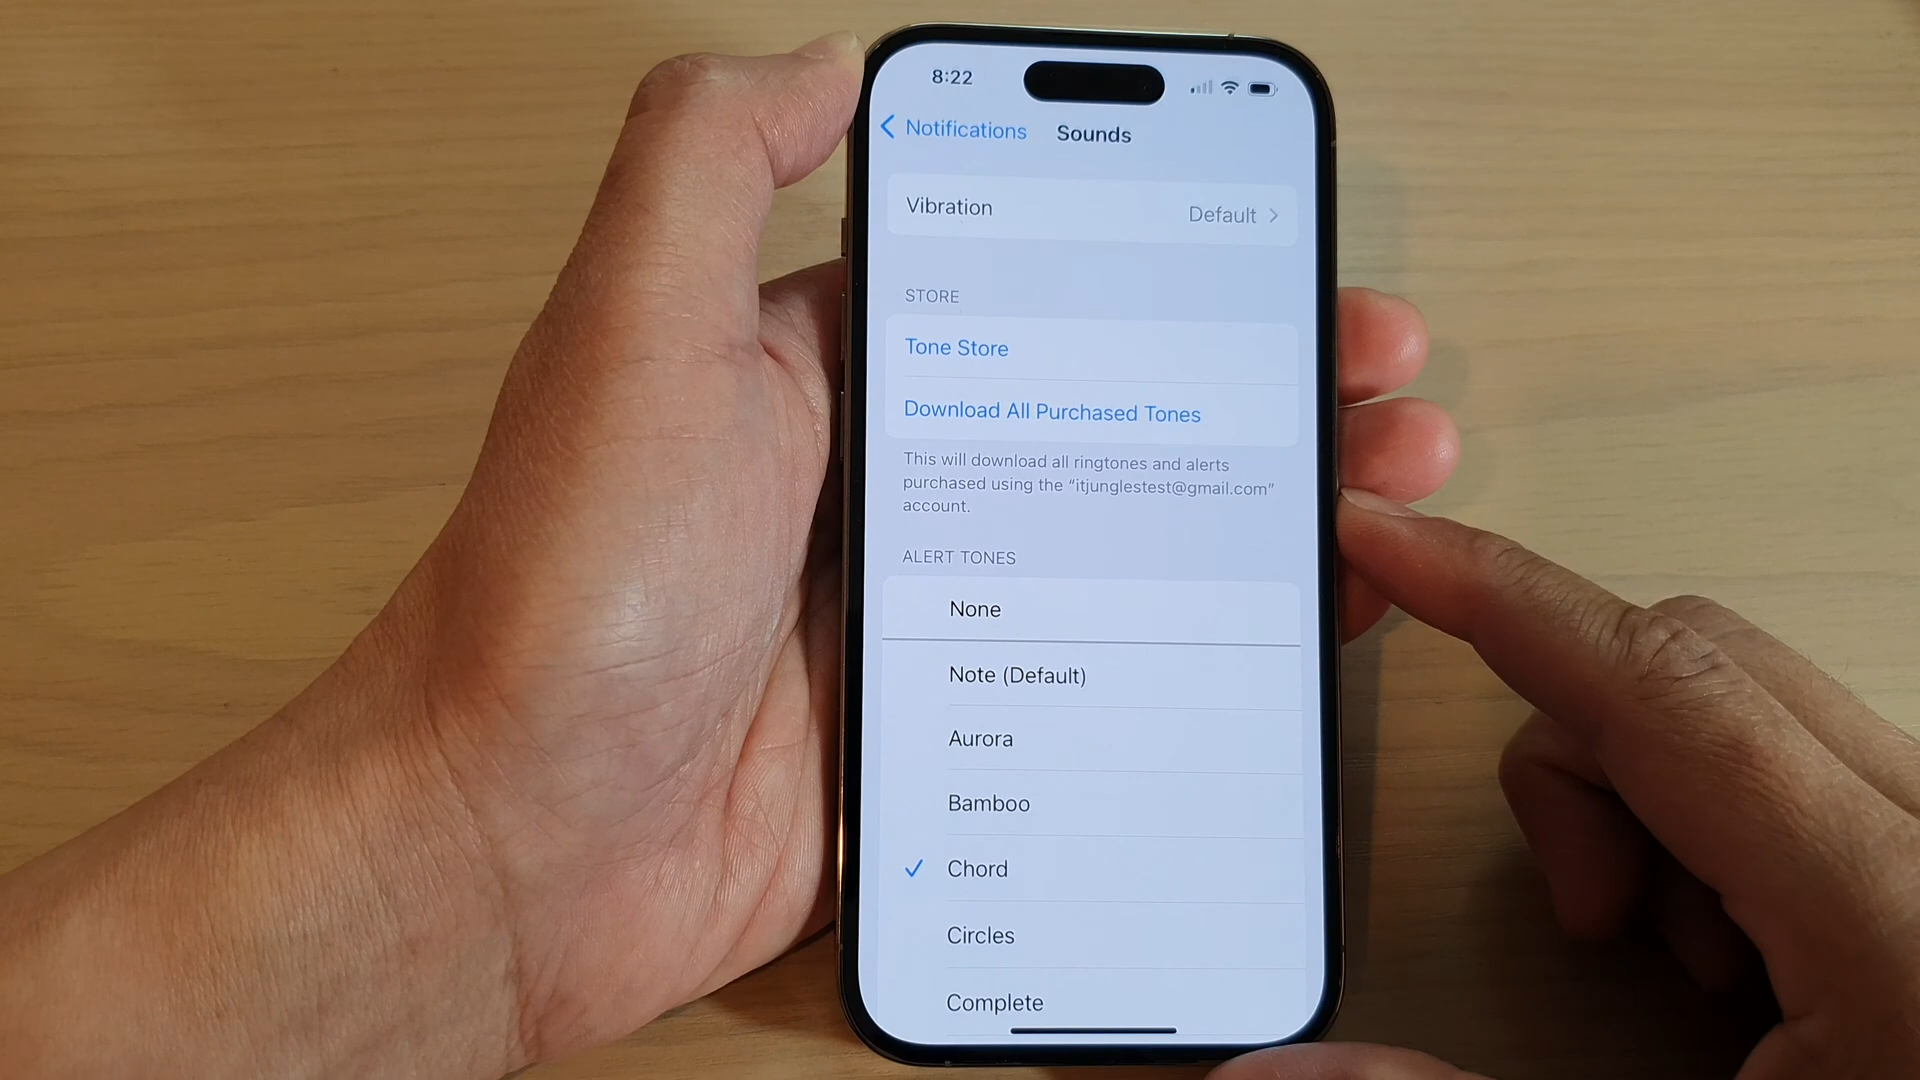 8:22
Notifications
Sounds
Vibration Default
STORE
Tone Store
Download All Purchased Tones
This will download all ringtones and alerts
purchased using the “itjunglestest@gmail.com”
account.
ALERT TONES
None
Note (Default)
Aurora
Bamboo
Chord
Circles
Complete